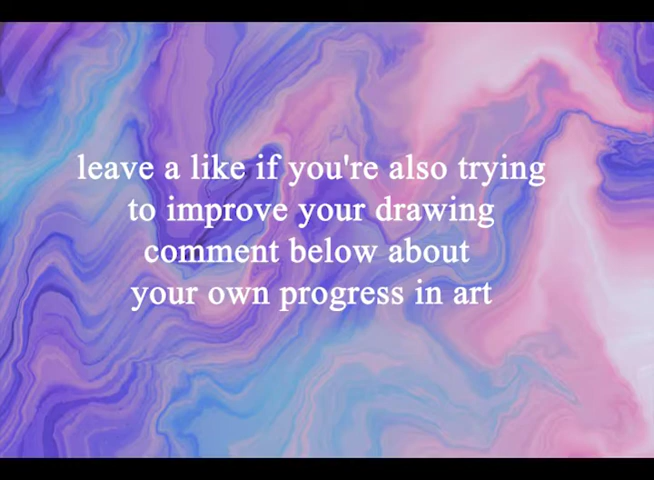 leave a like if you're also trying
to improve your drawing
comment below about
your own progress in art